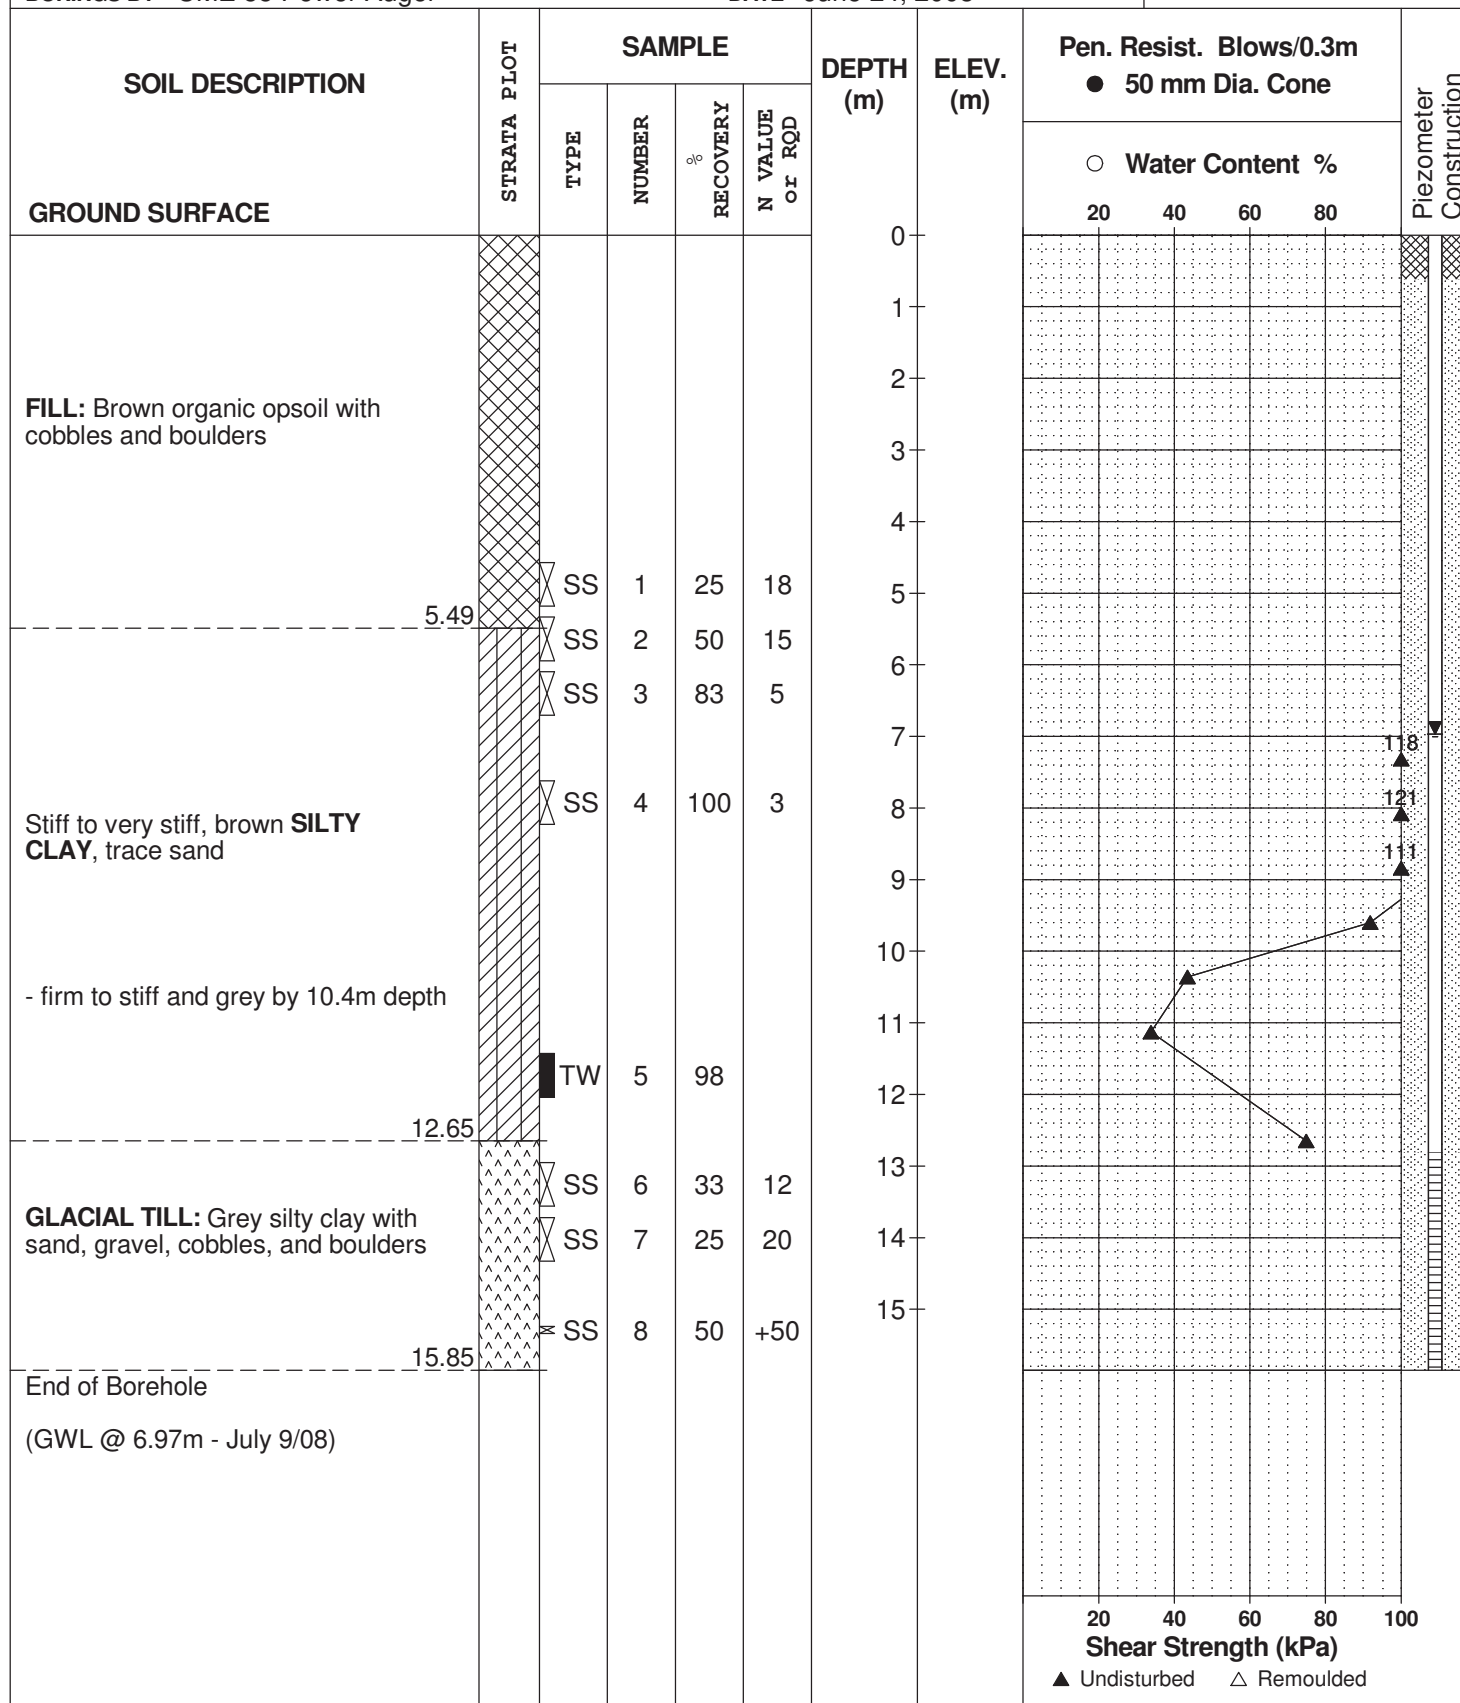 SOIL DESCRIPTION
GROUND SURFACE
STRATA PLOT
SAMPLE
TYPE
NUMBER
% RECOVERY
N VALUE or RQD
DEPTH (m)
ELEV. (m)
Pen. Resist. Blows/0.3m
● 50 mm Dia. Cone
○ Water Content %
20 40 60 80
Piezometer
Construction
0
1
2
FILL: Brown organic opsoil with
cobbles and boulders
3
4
SS 1 25 18
5
5.49
SS 2 50 15
6
SS 3 83 5
7
118
SS 4 100 3
8
121
Stiff to very stiff, brown SILTY
CLAY, trace sand
111
9
10
- firm to stiff and grey by 10.4m depth
11
TW 5 98
12
12.65
13
SS 6 33 12
GLACIAL TILL: Grey silty clay with
sand, gravel, cobbles, and boulders
SS 7 25 20
14
15
SS 8 50 +50
15.85
End of Borehole
(GWL @ 6.97m - July 9/08)
20 40 60 80 100
Shear Strength (kPa)
▲ Undisturbed △ Remoulded